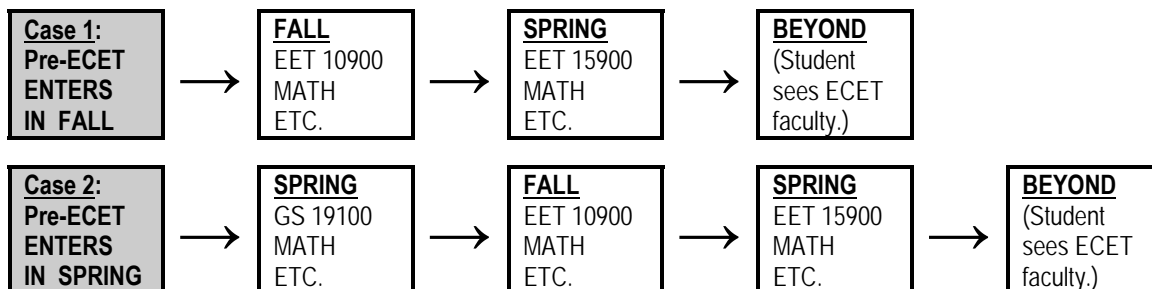 Case 1:
Pre-ECET
ENTERS
IN FALL
FALL
EET 10900
MATH
ETC.
SPRING
EET 15900
MATH
ETC.
BEYOND
(Student
sees ECET
faculty.)
Case 2:
Pre-ECET
ENTERS
IN SPRING
SPRING
GS 19100
MATH
ETC.
FALL
EET 10900
MATH
ETC.
SPRING
EET 15900
MATH
ETC.
BEYOND
(Student
sees ECET
faculty.)